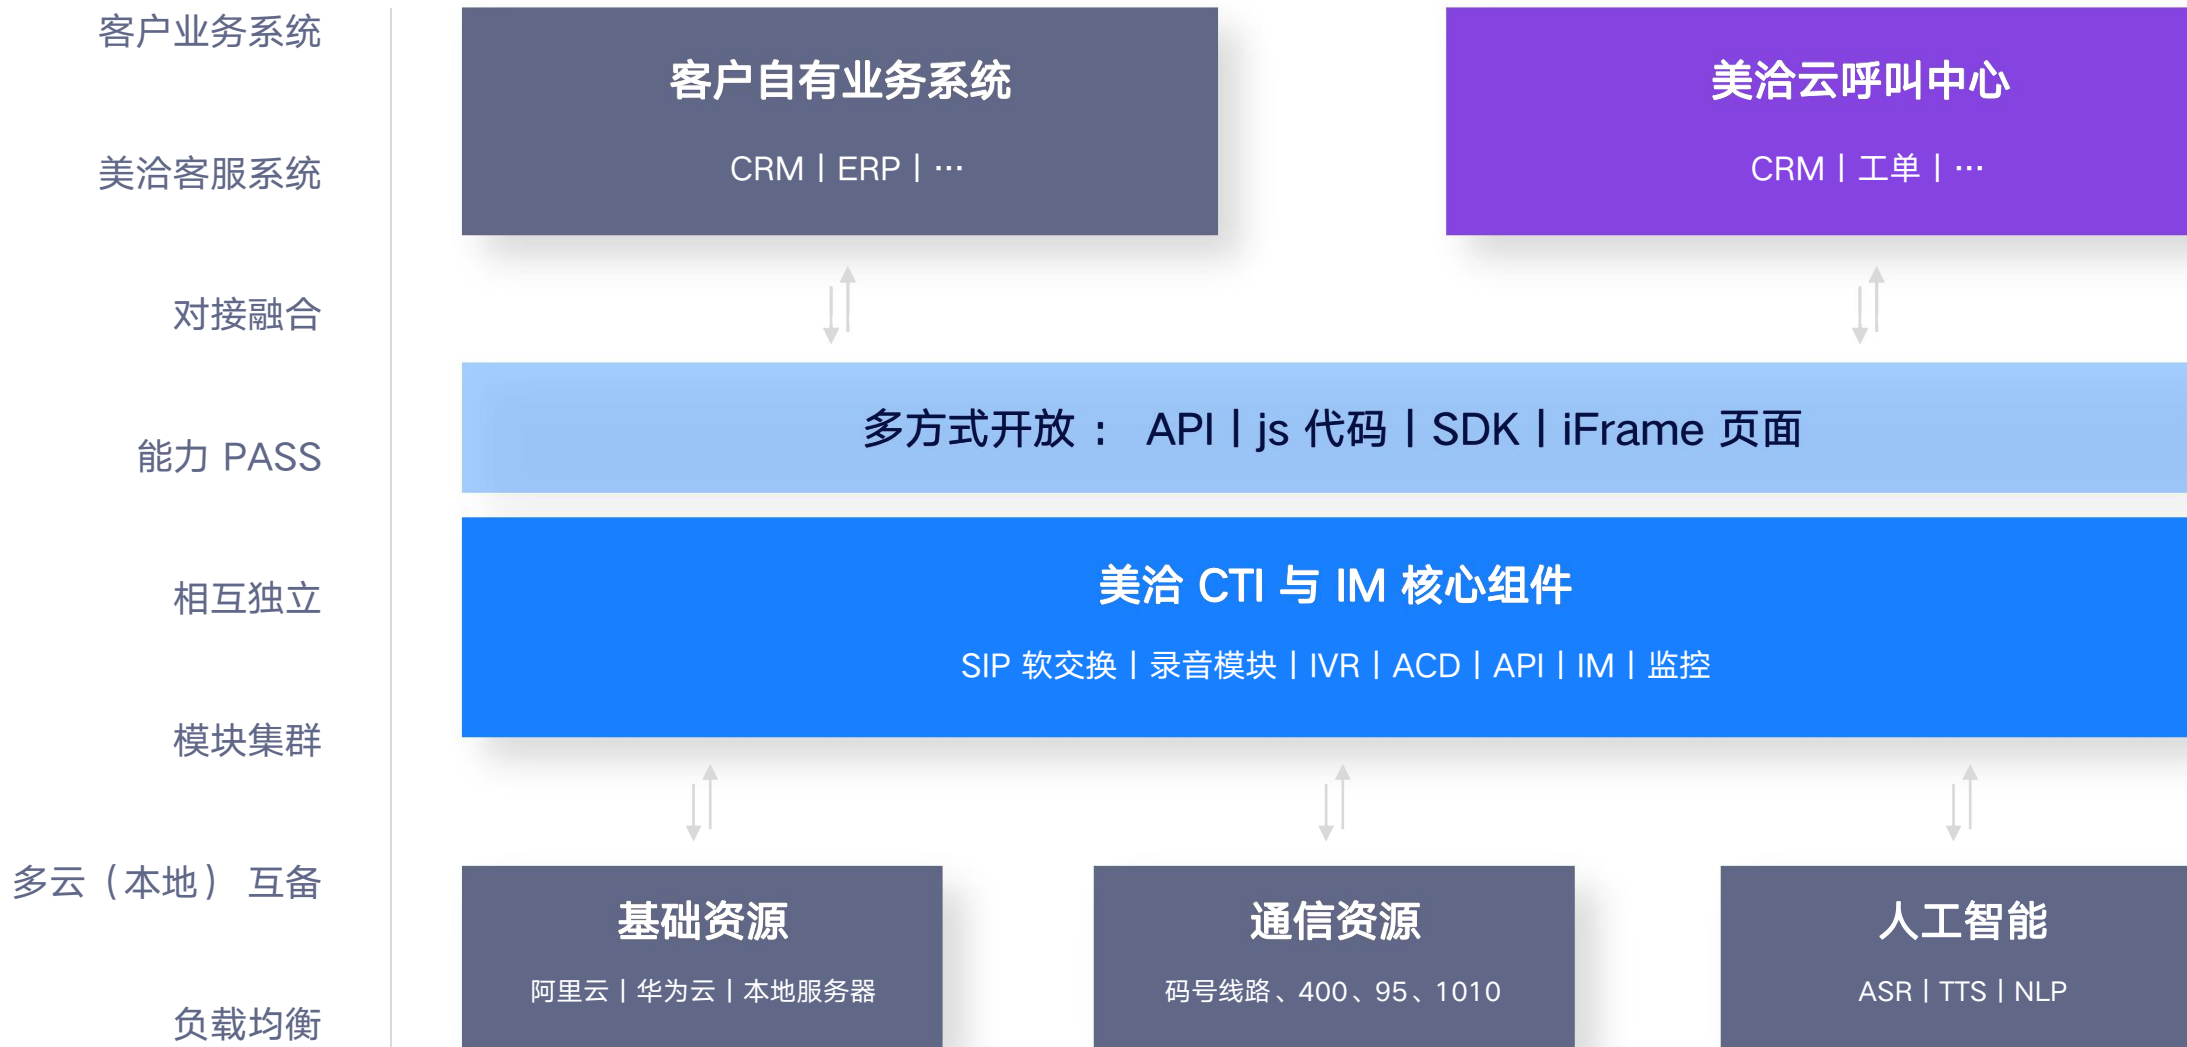 客户业务系统
美洽客服系统
对接融合
能力 PASS
相互独立
模块集群
多云（本地） 互备
负载均衡
客户自有业务系统
CRM | ERP | ···
美洽云呼叫中心
CRM | 工单 | ···
多方式开放： API | js 代码 | SDK | iFrame 页面
美洽 CTI 与 IM 核心组件
SIP 软交换 | 录音模块 | IVR | ACD | API | IM | 监控
基础资源
阿里云 | 华为云 | 本地服务器
通信资源
码号线路、400、95、1010
人工智能
ASR | TTS | NLP